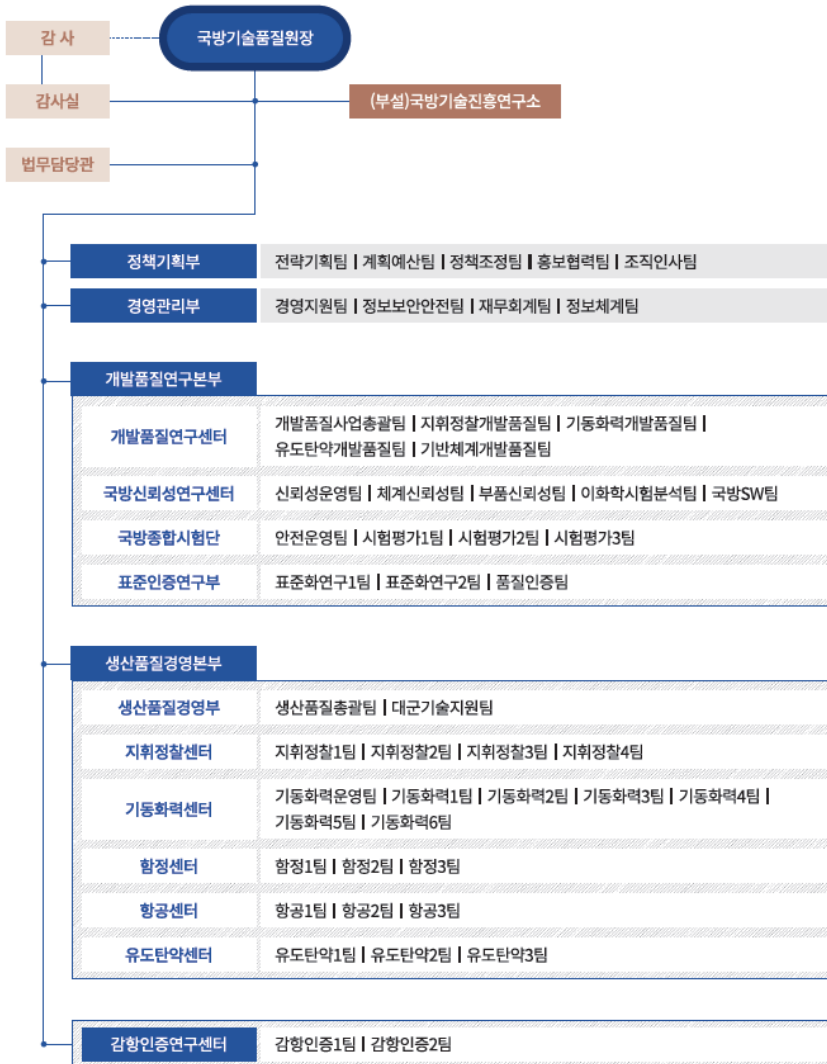 감 사
국방기술품질원장
감사실
(부설)국방기술진흥연구소
법무담당관
정책기획부
전략기획팀 | 계획예산팀 | 정책조정팀 | 홍보협력팀 | 조직인사팀
경영관리부
경영지원팀 | 정보보안안전팀 | 재무회계팀 | 정보체계팀
개발품질연구본부
개발품질연구센터
개발품질사업총괄팀 | 지휘정찰개발품질팀 | 기동화력개발품질팀 |
유도탄약개발품질팀 | 기반체계개발품질팀
국방신뢰성연구센터
신뢰성운영팀 | 체계신뢰성팀 | 부품신뢰성팀 | 이화학시험분석팀 | 국방SW팀
국방종합시험단
안전운영팀 | 시험평가1팀 | 시험평가2팀 | 시험평가3팀
표준인증연구부
표준화연구1팀 | 표준화연구2팀 | 품질인증팀
생산품질경영본부
생산품질경영부
생산품질총괄팀 | 대군기술지원팀
지휘정찰센터
지휘정찰1팀 | 지휘정찰2팀 | 지휘정찰3팀 | 지휘정찰4팀
기동화력센터
기동화력운영팀 | 기동화력1팀 | 기동화력2팀 | 기동화력3팀 | 기동화력4팀 |
기동화력5팀 | 기동화력6팀
함정센터
함정1팀 | 함정2팀 | 함정3팀
항공센터
항공1팀 | 항공2팀 | 항공3팀
유도탄약센터
유도탄약1팀 | 유도탄약2팀 | 유도탄약3팀
감항인증연구센터
감항인증1팀 | 감항인증2팀